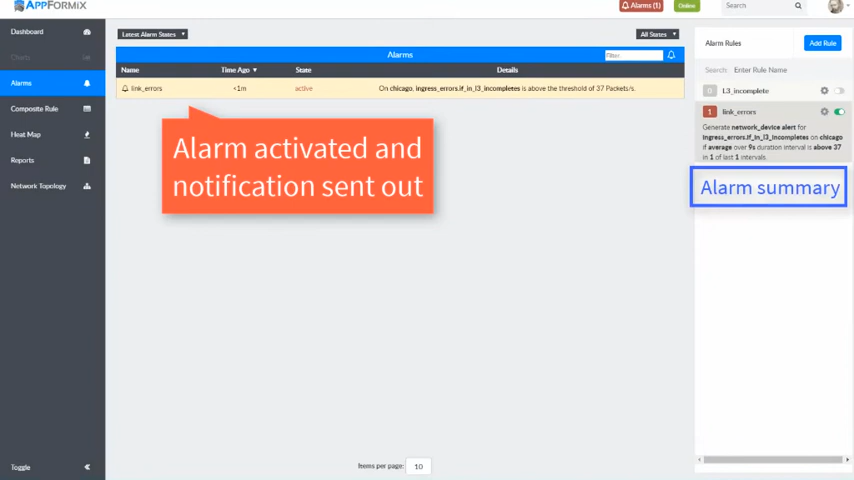 APPFORMIX
Alarms (1)
Online
Search
Dashboard
Charts
Alarms
Composite Rule
Heat Map
Reports
Network Topology
Toggle
Latest Alarm States
All States
Alarms
Filter
Name
Time Ago
State
Details
link_errors
<1m
active
On chicago, ingress_errors.if_in_l3_incompletes is above the threshold of 37 Packets/s.
Alarm activated and
notification sent out
Items per page:
10
Alarm Rules
Add Rule
Search:
Enter Rule Name
0
L3_incomplete
1
link_errors
Generate network_device alert for
ingress_errors.if_in_l3_incompletes on chicago
if average over 9s duration interval is above 37
in 1 of last 1 intervals.
Alarm summary